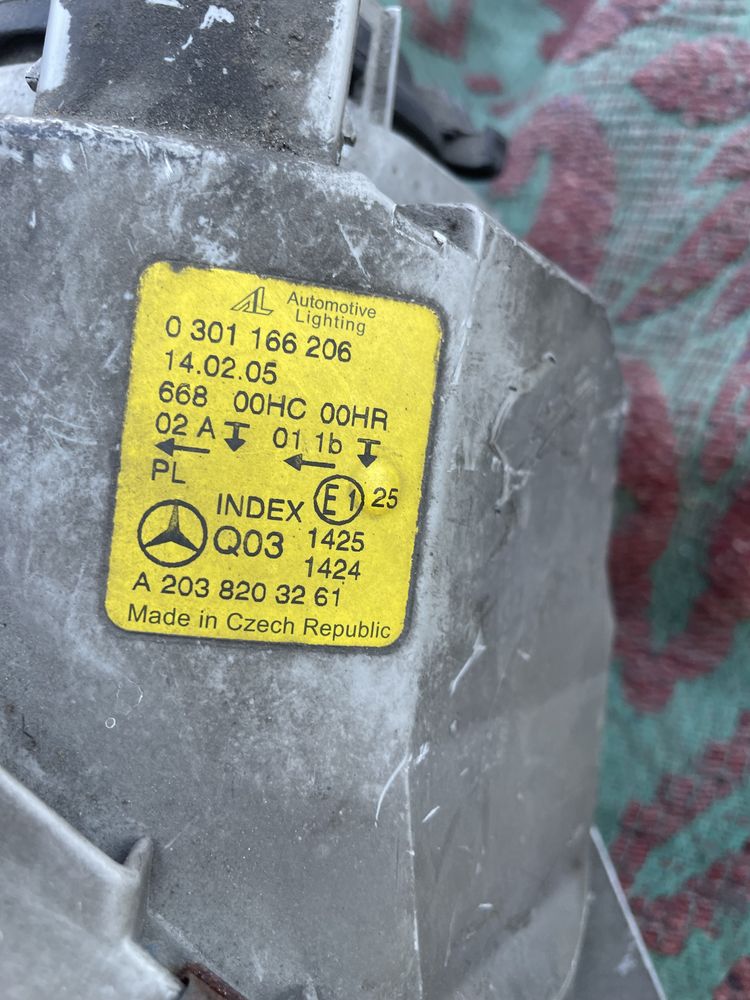 AL Automotive
Lighting
0 301 166 206
14.02.05
668 00HC 00HR
02 A 01 1b
PL
INDEX E1 25
Q03 1425
1424
A 203 820 32 61
Made in Czech Republic